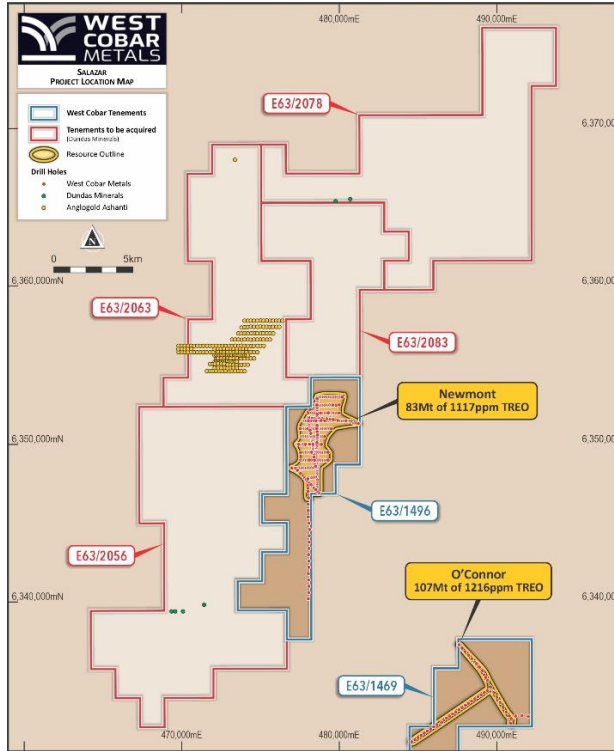 WEST
COBAR
METALS
SALAZAR
PROJECT LOCATION MAP
West Cobar Tenements
Tenements to be acquired
(Dundas Minerals)
Resource Outline
Drill Holes
West Cobar Metals
Dundas Minerals
Anglogold Ashanti
N
0 5km
480,000mE
490,000mE
E63/2078
6,370,000mN
6,360,000mN
6,360,000mN
E63/2063
E63/2083
Newmont
83Mt of 1117ppm TREO
6,350,000mN
6,350,000mN
E63/1496
E63/2056
O'Connor
107Mt of 1216ppm TREO
6,340,000mN
6,340,000mN
E63/1469
470,000mE
480,000mE
490,000mE